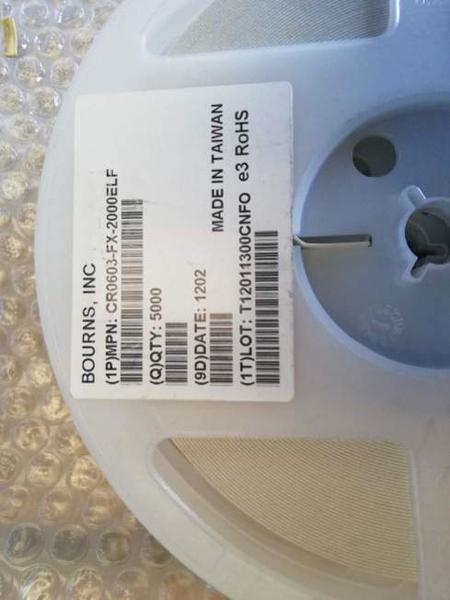 BOURNS, INC
(1P)MPN: CR0603-FX-2000ELF
(Q)QTY: 5000
(9D)DATE: 1202
MADE IN TAIWAN
(1T)LOT: T12011300CNFO e3 RoHS